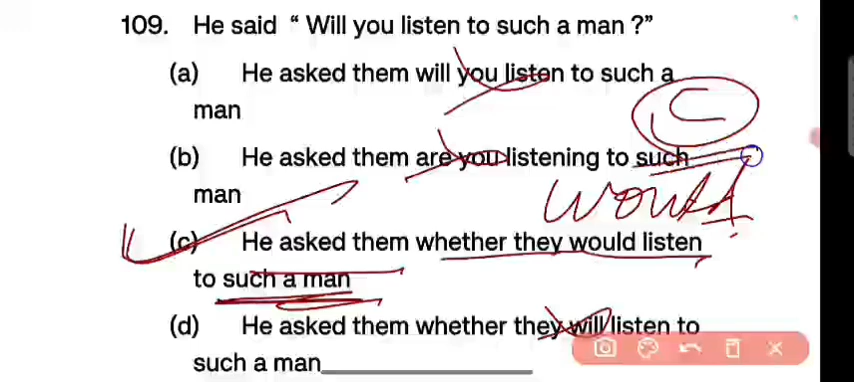 109. He said “ Will you listen to such a man ?”
(a) He asked them will you listen to such a
man
C
(b) He asked them are you listening to such
man
would
(c) He asked them whether they would listen
to such a man
(d) He asked them whether they will listen to
such a man